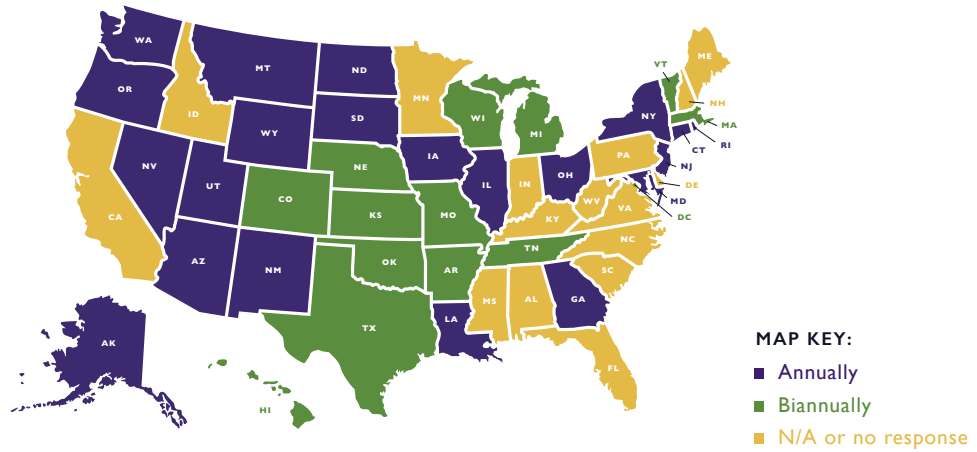 WA
MT
ND
MN
ME
VT
OR
ID
SD
WI
MI
NY
NH
MA
WY
RI
CT
NV
UT
NE
IA
IL
IN
OH
PA
NJ
DE
MD
DC
CA
CO
KS
MO
KY
WV
VA
AZ
NM
OK
AR
TN
NC
SC
TX
LA
MS
AL
GA
FL
AK
HI
MAP KEY:
Annually
Biannually
N/A or no response